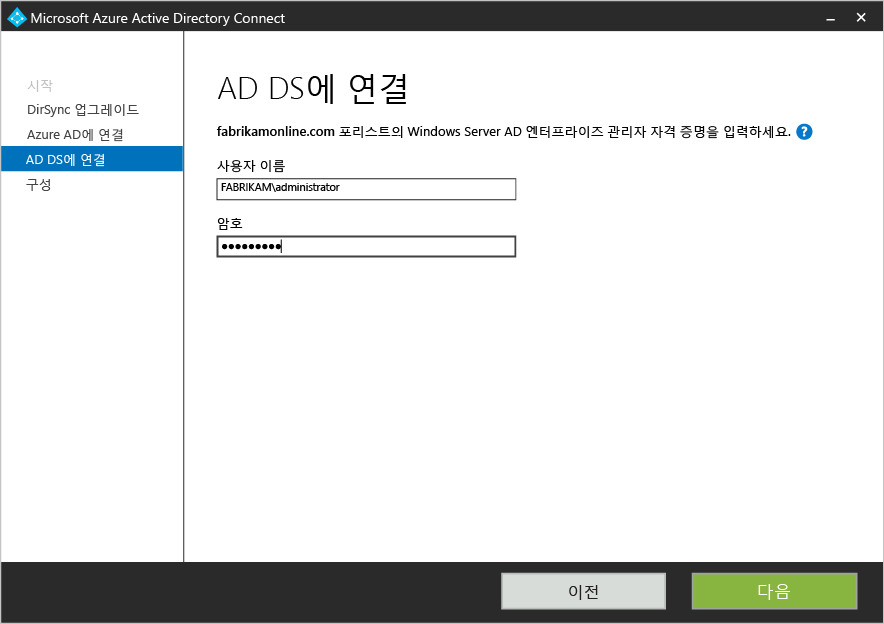 Microsoft Azure Active Directory Connect
시작
DirSync 업그레이드
Azure AD에 연결
AD DS에 연결
구성
AD DS에 연결
fabrikamonline.com 포리스트의 Windows Server AD 엔터프라이즈 관리자 자격 증명을 입력하세요. ?
사용자 이름
FABRIKAM\administrator
암호
●●●●●●●●●
이전
다음